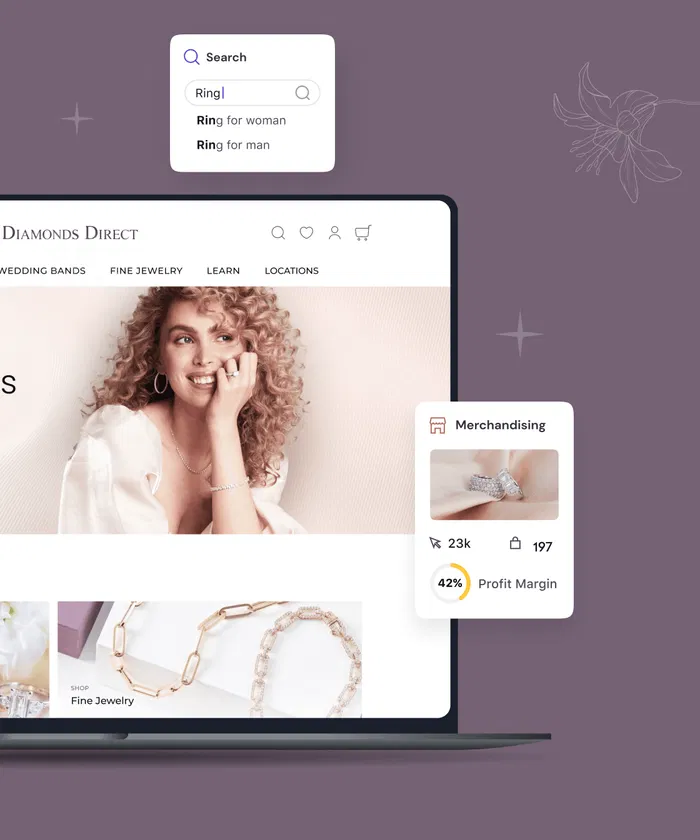 Search
Ring
Ring for woman
Ring for man
DIAMONDS DIRECT
WEDDING BANDS FINE JEWELRY LEARN LOCATIONS
S
Merchandising
23k 197
42% Profit Margin
SHOP
Fine Jewelry